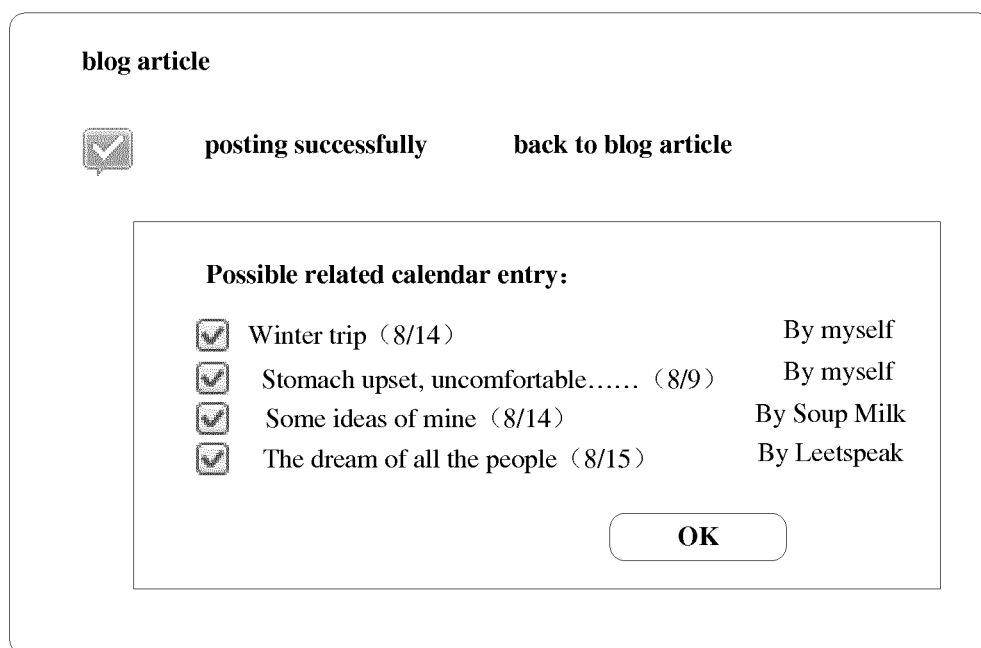 blog article
posting successfully back to blog article
Possible related calendar entry：
Winter trip（8/14） By myself
Stomach upset, uncomfortable……（8/9） By myself
Some ideas of mine（8/14） By Soup Milk
The dream of all the people（8/15） By Leetspeak
OK